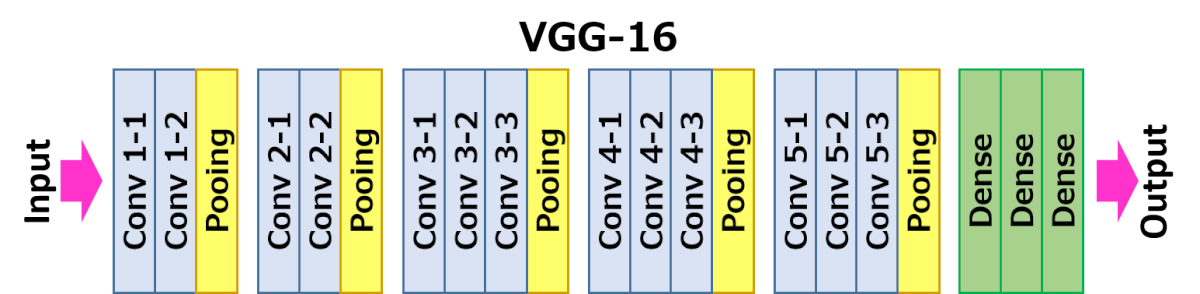 VGG-16
Input
Conv 1-1
Conv 1-2
Pooing
Conv 2-1
Conv 2-2
Pooing
Conv 3-1
Conv 3-2
Conv 3-3
Pooing
Conv 4-1
Conv 4-2
Conv 4-3
Pooing
Conv 5-1
Conv 5-2
Conv 5-3
Pooing
Dense
Dense
Dense
Output